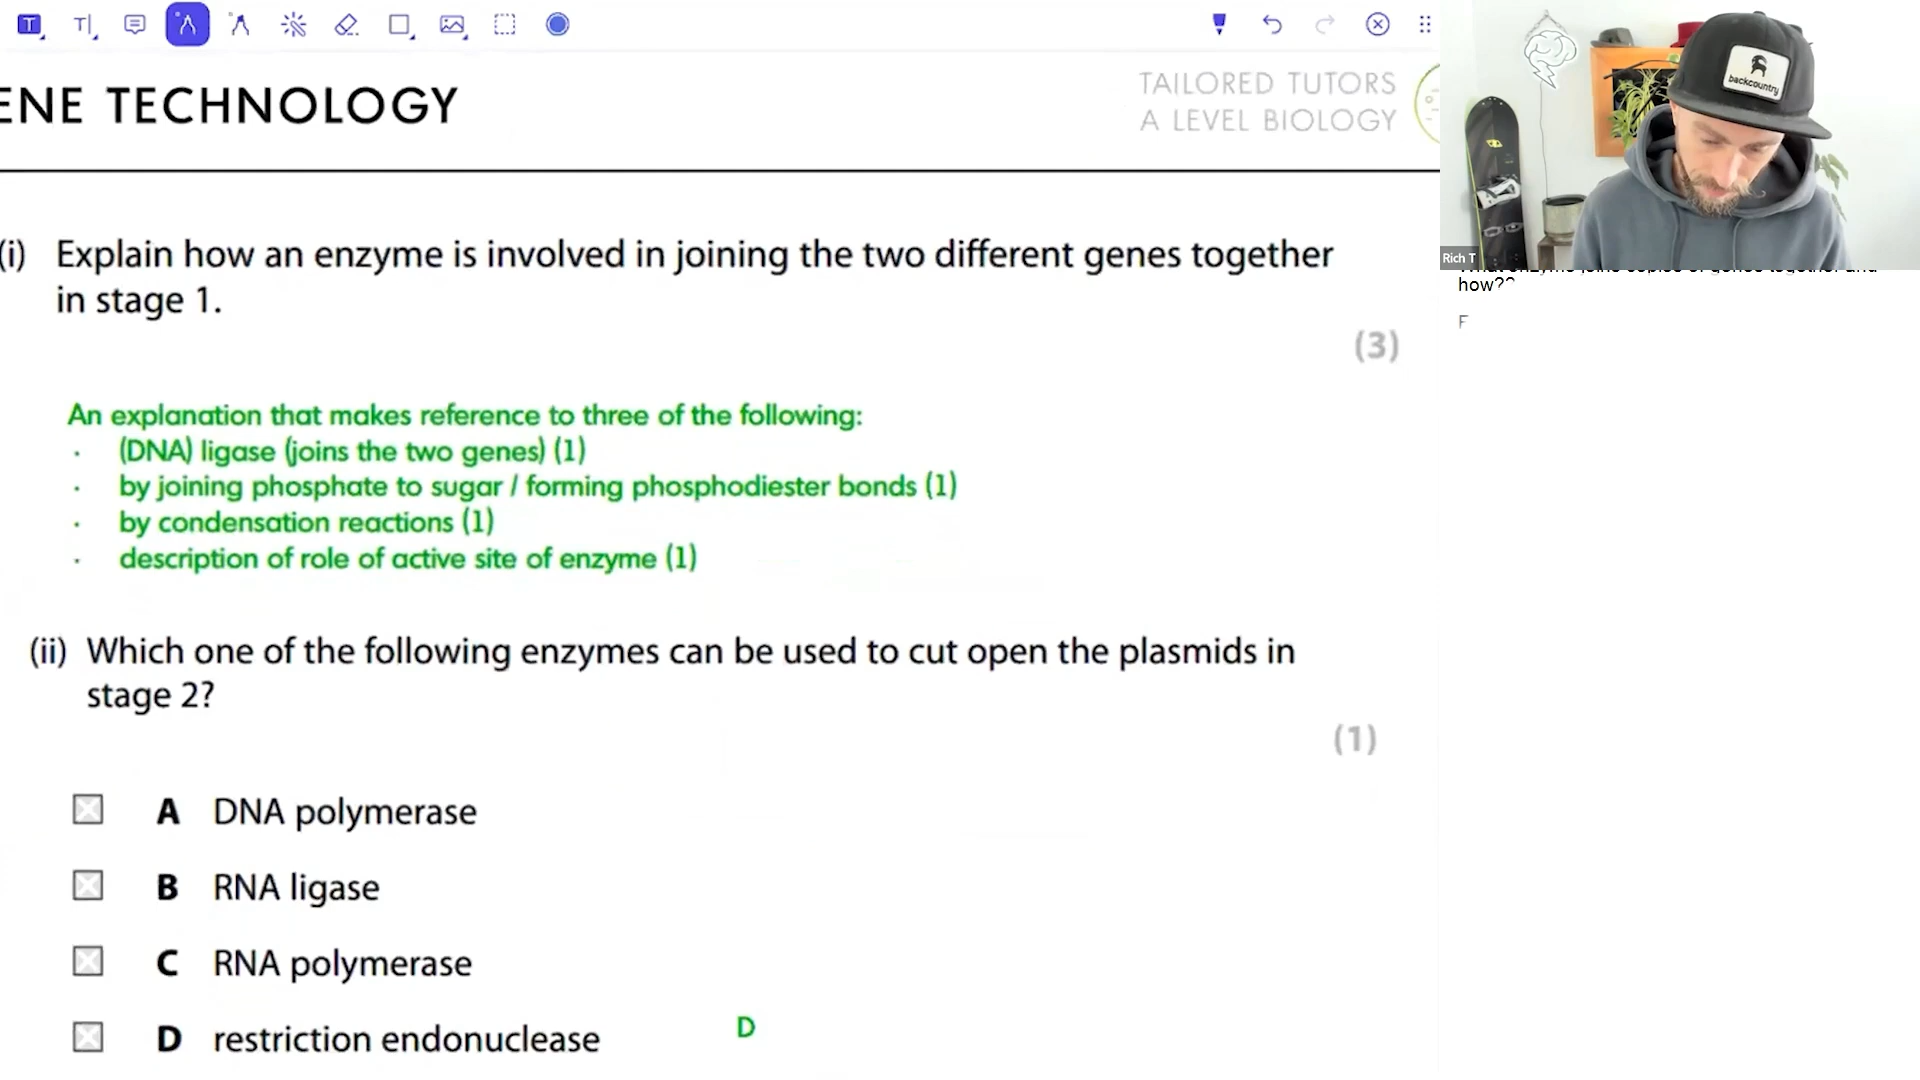 ENE TECHNOLOGY
TAILORED TUTORS
A LEVEL BIOLOGY
backcountry
Rich T
how??
F
(i) Explain how an enzyme is involved in joining the two different genes together
in stage 1.
(3)
An explanation that makes reference to three of the following:
· (DNA) ligase (joins the two genes) (1)
· by joining phosphate to sugar / forming phosphodiester bonds (1)
· by condensation reactions (1)
· description of role of active site of enzyme (1)
(ii) Which one of the following enzymes can be used to cut open the plasmids in
stage 2?
(1)
A DNA polymerase
B RNA ligase
C RNA polymerase
D restriction endonuclease
D